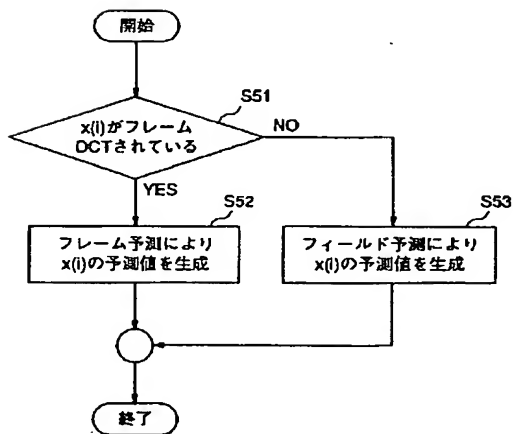 開始
S51
x(i)がフレーム
DCTされている
NO
YES
S52
フレーム予測により
x(i)の予測値を生成
S53
フィールド予測により
x(i)の予測値を生成
終了